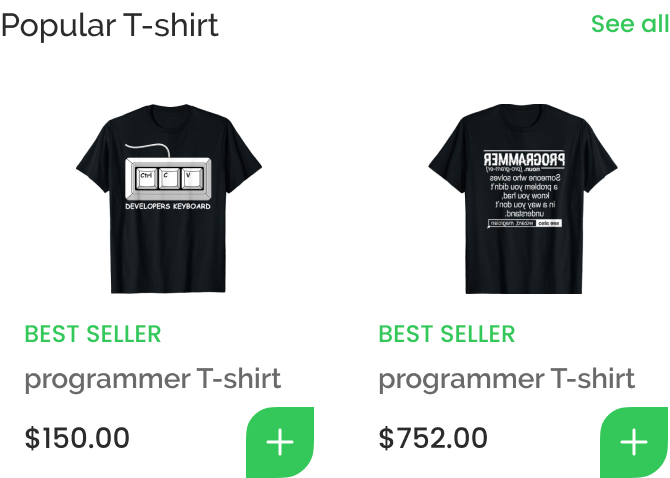 Popular T-shirt
See all
Ctrl
C
V
DEVELOPERS KEYBOARD
PROGRAMMER
noun. [pro-gram-er]
Someone who solves
a problem you didn't
know you had,
in a way you don't
understand.
see also wizard, magician
BEST SELLER
BEST SELLER
programmer T-shirt
programmer T-shirt
$150.00
$752.00